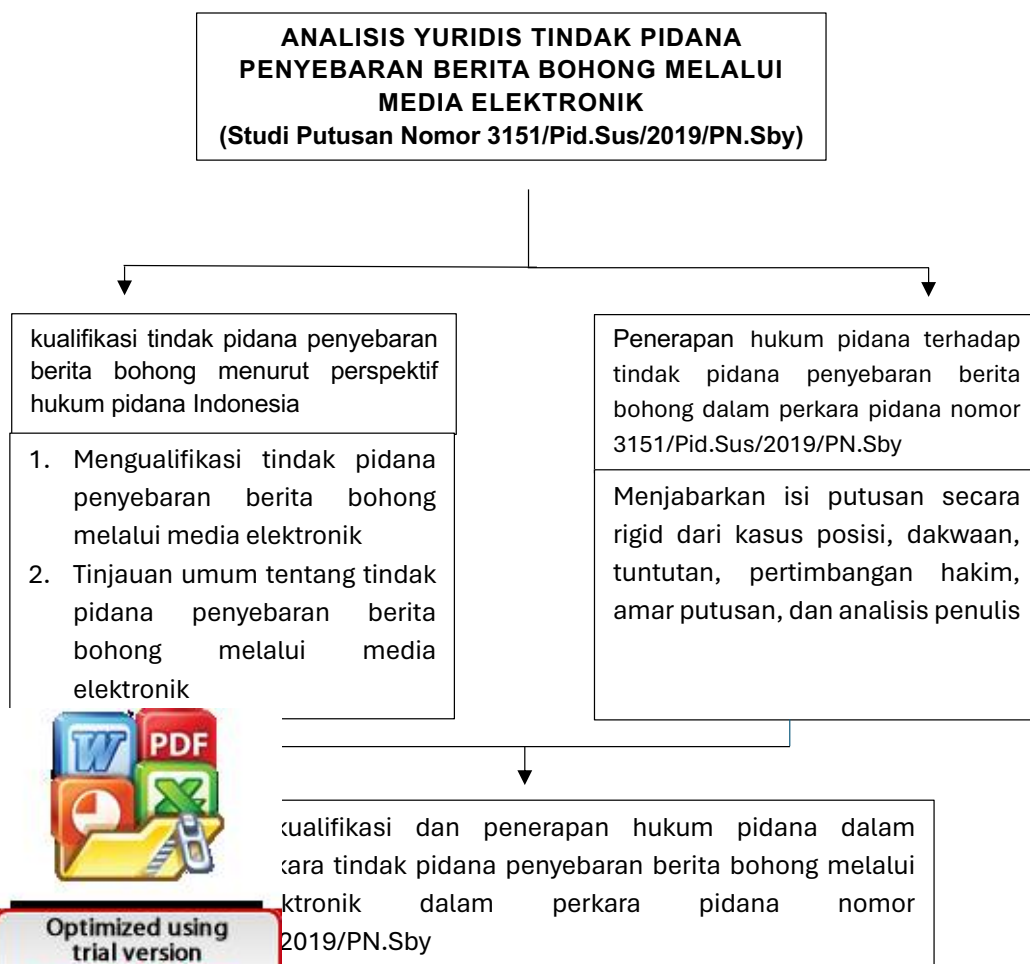 ANALISIS YURIDIS TINDAK PIDANA
PENYEBARAN BERITA BOHONG MELALUI
MEDIA ELEKTRONIK
(Studi Putusan Nomor 3151/Pid.Sus/2019/PN.Sby)
kualifikasi tindak pidana penyebaran
berita bohong menurut perspektif
hukum pidana Indonesia
1. Mengualifikasi tindak pidana
penyebaran berita bohong
melalui media elektronik
2. Tinjauan umum tentang tindak
pidana penyebaran berita
bohong melalui media
elektronik
Penerapan hukum pidana terhadap
tindak pidana penyebaran berita
bohong dalam perkara pidana nomor
3151/Pid.Sus/2019/PN.Sby
Menjabarkan isi putusan secara
rigid dari kasus posisi, dakwaan,
tuntutan, pertimbangan hakim,
amar putusan, dan analisis penulis
kualifikasi dan penerapan hukum pidana dalam
kara tindak pidana penyebaran berita bohong melalui
ktronik dalam perkara pidana nomor
2019/PN.Sby
W PDF
X
Optimized using
trial version